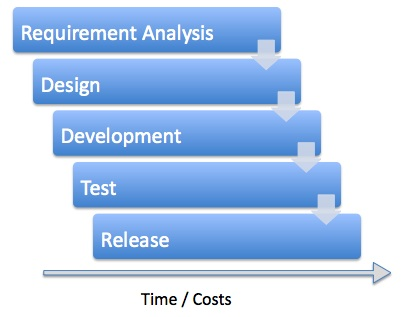 Requirement Analysis
Design
Development
Test
Release
Time / Costs